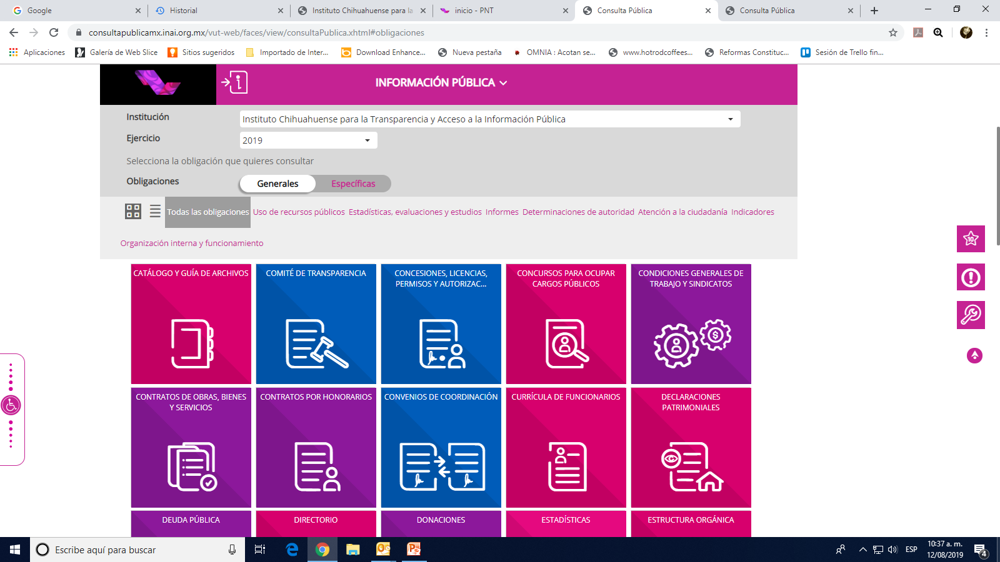 Google
Historial
Instituto Chihuahuense para la
inicio - PNT
Consulta Pública
Consulta Pública
consultapublicamx.inai.org.mx/vut-web/faces/view/consultaPublica.xhtml#obligaciones
Aplicaciones
Galería de Web Slice
Sitios sugeridos
Importado de Inter...
Download Enhance...
Nueva pestaña
OMNIA : Acotan se...
www.hotrodcoffees...
Reformas Constituc...
Sesión de Trello fin...
INFORMACIÓN PÚBLICA
Institución
Instituto Chihuahuense para la Transparencia y Acceso a la Información Pública
Ejercicio
2019
Selecciona la obligación que quieres consultar
Obligaciones
Generales
Específicas
Todas las obligaciones
Uso de recursos públicos
Estadísticas, evaluaciones y estudios
Informes
Determinaciones de autoridad
Atención a la ciudadanía
Indicadores
Organización interna y funcionamiento
10
CATÁLOGO Y GUÍA DE ARCHIVOS
COMITÉ DE TRANSPARENCIA
CONCESIONES, LICENCIAS,
PERMISOS Y AUTORIZAC...
CONCURSOS PARA OCUPAR
CARGOS PÚBLICOS
CONDICIONES GENERALES DE
TRABAJO Y SINDICATOS
$
CONTRATOS DE OBRAS, BIENES
Y SERVICIOS
CONTRATOS POR HONORARIOS
CONVENIOS DE COORDINACIÓN
CURRÍCULA DE FUNCIONARIOS
DECLARACIONES
PATRIMONIALES
DEUDA PÚBLICA
DIRECTORIO
DONACIONES
ESTADÍSTICAS
ESTRUCTURA ORGÁNICA
Escribe aquí para buscar
ESP
10:37 a. m.
12/08/2019
4